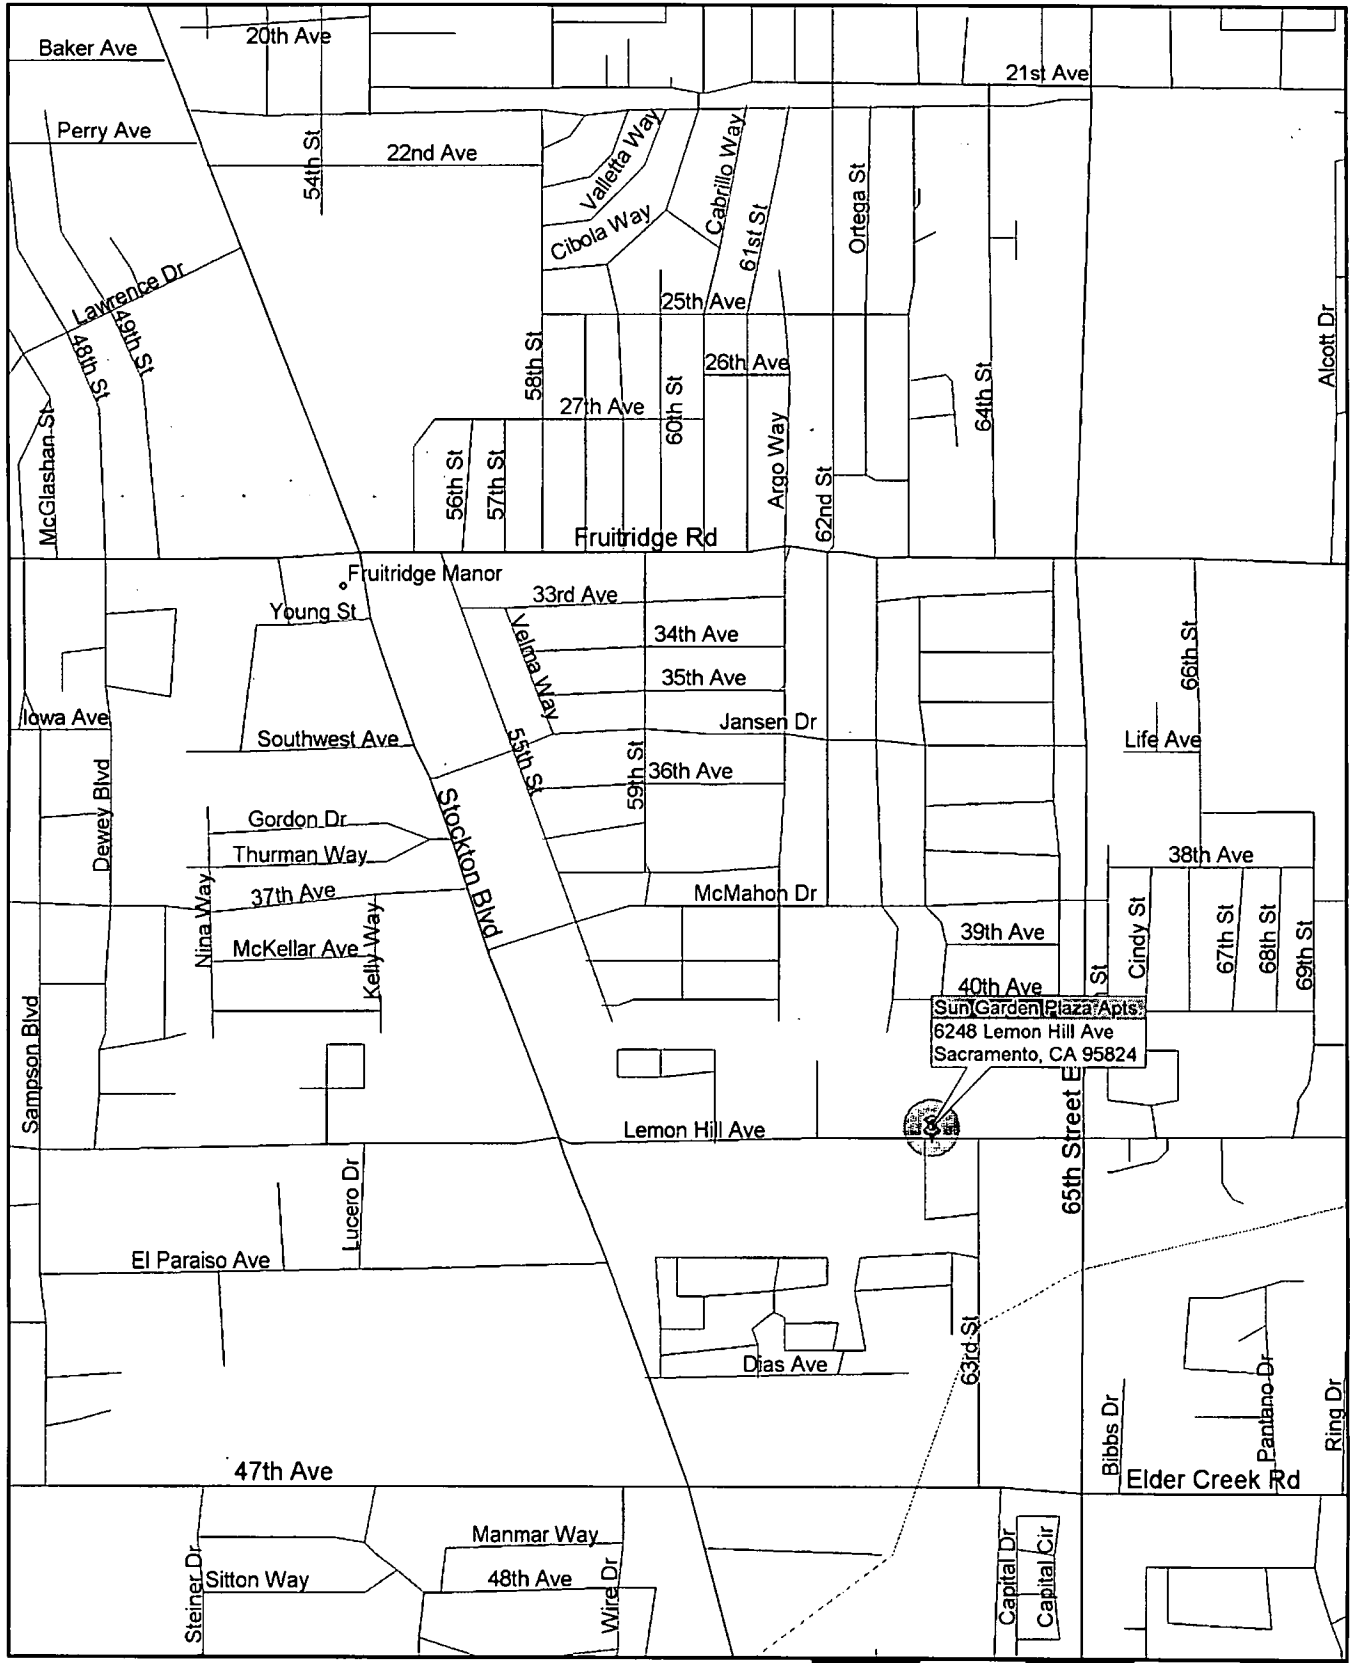 20th Ave
Baker Ave
21st Ave
Perry Ave
54th St
22nd Ave
Valletta Way
Cabrillo Way
Cibola Way
61st St
Ortega St
Lawrence Dr
49th St
48th St
25th Ave
58th St
26th Ave
60th St
64th St
Alcott Dr
27th Ave
McGlashan St
56th St
57th St
Argo Way
62nd St
Fruitridge Rd
Fruitridge Manor
33rd Ave
Young St
Velma Way
34th Ave
66th St
35th Ave
Iowa Ave
Jansen Dr
Southwest Ave
55th St
Life Ave
59th St
36th Ave
Dewey Blvd
Stockton Blvd
Gordon Dr
Thurman Way
38th Ave
37th Ave
McMahon Dr
Nina Way
Kelly Way
39th Ave
Cindy St
67th St
68th St
69th St
McKellar Ave
St
40th Ave
Sun Garden Plaza Apts
6248 Lemon Hill Ave
Sacramento, CA 95824
Sampson Blvd
65th Street E
Lemon Hill Ave
Lucero Dr
El Paraiso Ave
63rd St
Dias Ave
Bibbs Dr
Pantano Dr
Ring Dr
47th Ave
Elder Creek Rd
Manmar Way
Steiner Dr
Sitton Way
48th Ave
Wire Dr
Capital Dr
Capital Cir